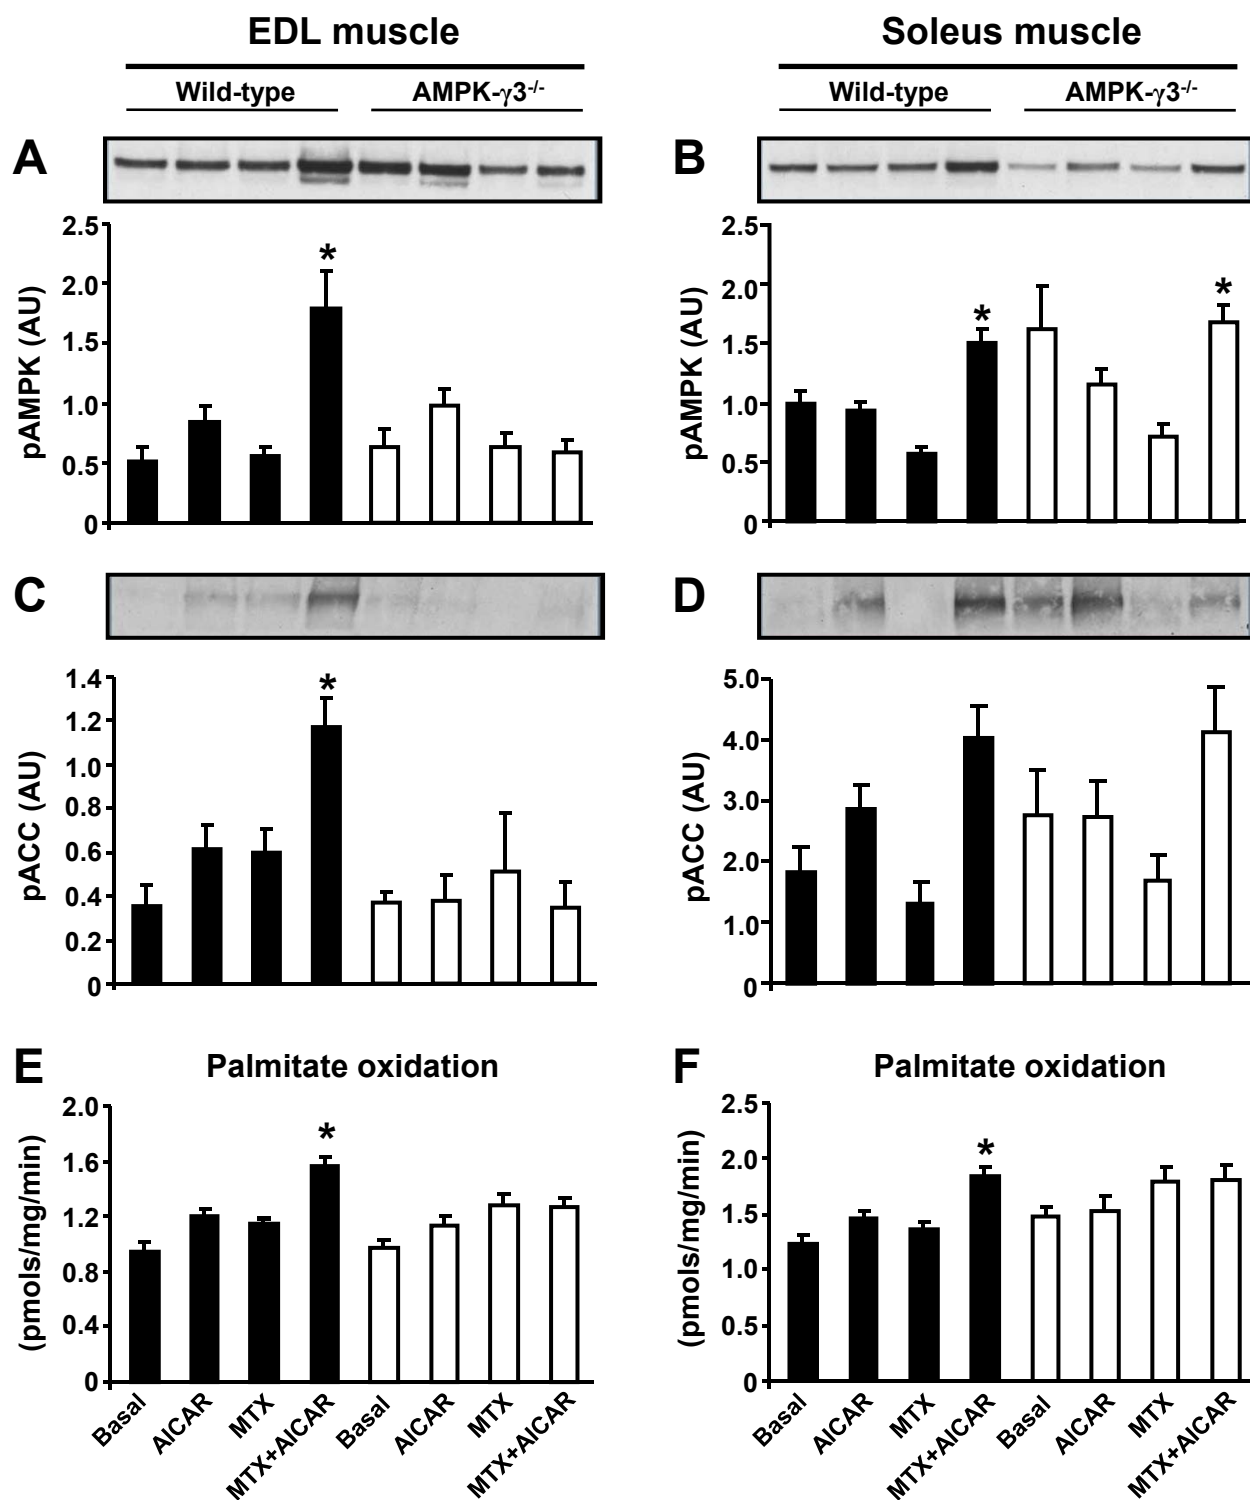 EDL muscle
Soleus muscle
Wild-type
AMPK-γ3-/-
Wild-type
AMPK-γ3-/-
A
B
pAMPK (AU)
2.5
2.0
1.5
1.0
0.5
0
*
pAMPK (AU)
2.5
2.0
1.5
1.0
0.5
0
*
*
C
D
pACC (AU)
1.4
1.2
1.0
0.8
0.6
0.4
0.2
0
*
pACC (AU)
5.0
4.0
3.0
2.0
1.0
0
E
Palmitate oxidation
(pmols/mg/min)
2.0
1.6
1.2
0.8
0.4
0
*
Basal
AICAR
MTX
MTX+AICAR
Basal
AICAR
MTX
MTX+AICAR
F
Palmitate oxidation
(pmols/mg/min)
2.5
2.0
1.5
1.0
0.5
0
*
Basal
AICAR
MTX
MTX+AICAR
Basal
AICAR
MTX
MTX+AICAR